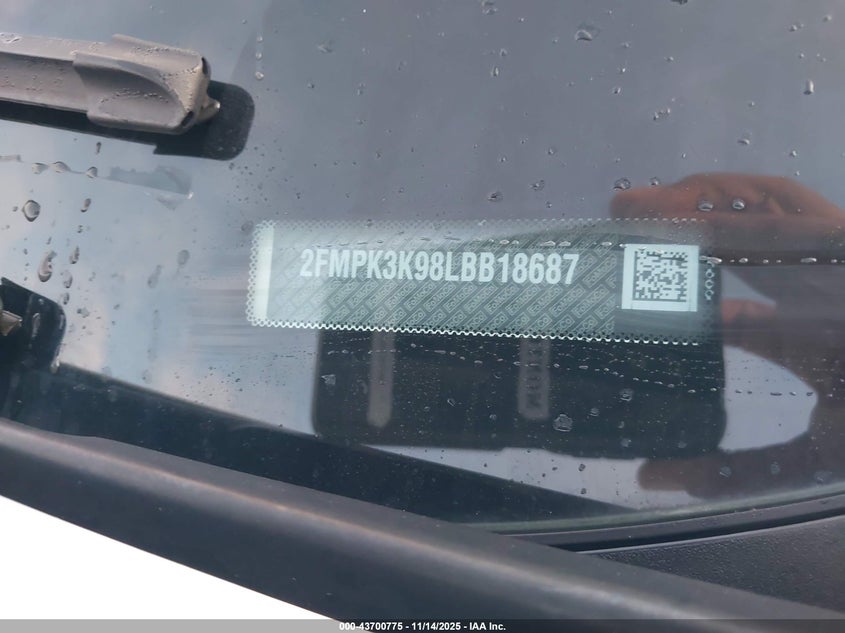 2FMPK3K98LBB18687
000-43700775 - 11/14/2025 - IAA Inc.